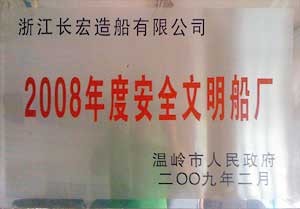 浙江长宏造船有限公司
2008年度安全文明船厂
温岭市人民政府
二〇〇九年二月